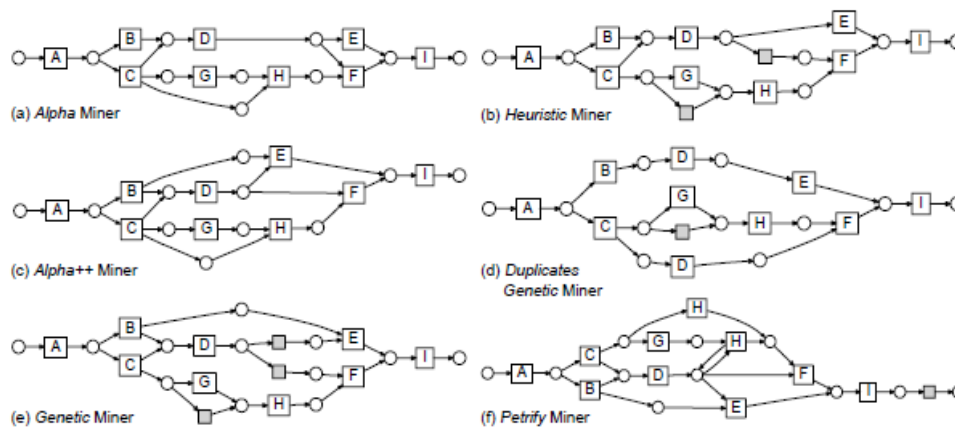 B D E
A I
C G H F
(a) Alpha Miner
E
B D
A I
F
C G
H
(b) Heuristic Miner
E
I
B D F
A
C G H
(c) Alpha++ Miner
D
B
E
G
A I
C H F
D
(d) Duplicates
Genetic Miner
B
E
A D I
C
G F
H
(e) Genetic Miner
H
C G H
A D F
B
E I
(f) Petrify Miner